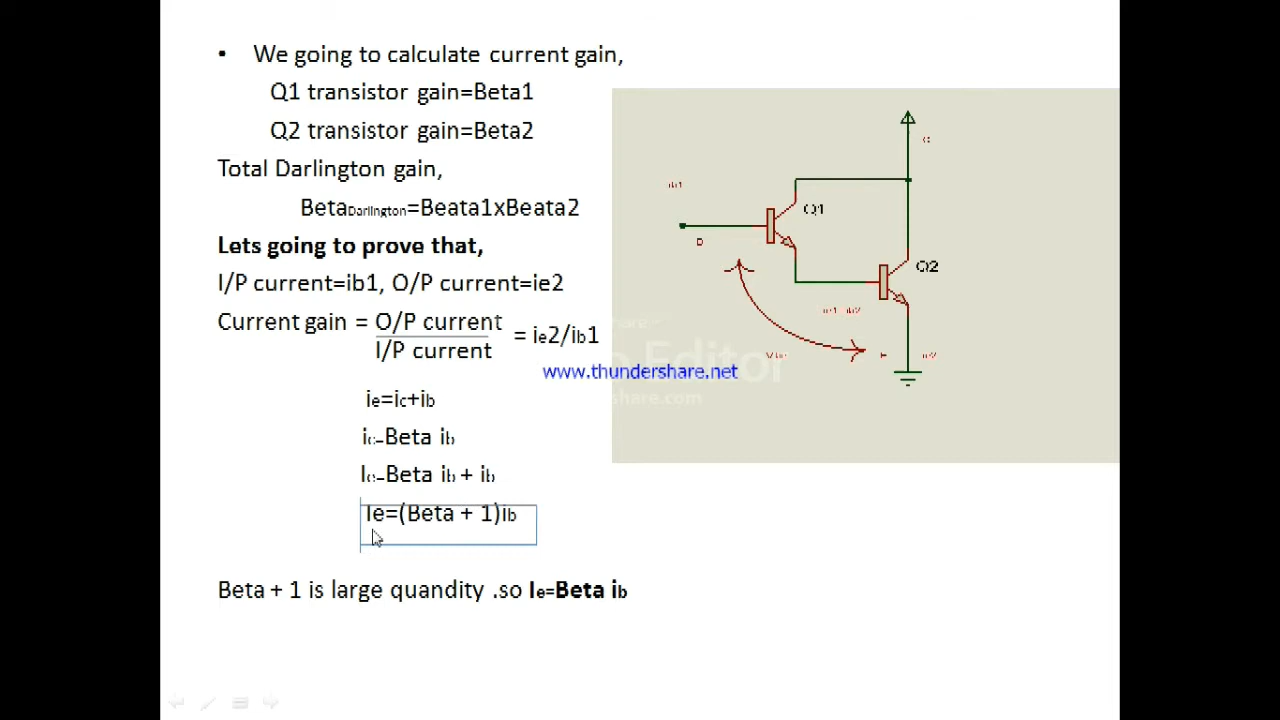 • We going to calculate current gain,
Q1 transistor gain=Beta1
Q2 transistor gain=Beta2
Total Darlington gain,
BetaDarlington=Beata1xBeata2
Lets going to prove that,
I/P current=ib1, O/P current=ie2
Current gain = O/P current
I/P current
= ie2/ib1
ie=ic+ib
ic=Beta ib
Ie=Beta ib + ib
Ie=(Beta + 1)ib
Beta + 1 is large quandity .so Ie=Beta ib
Q1
Q2
Editor
www.thundershare.net